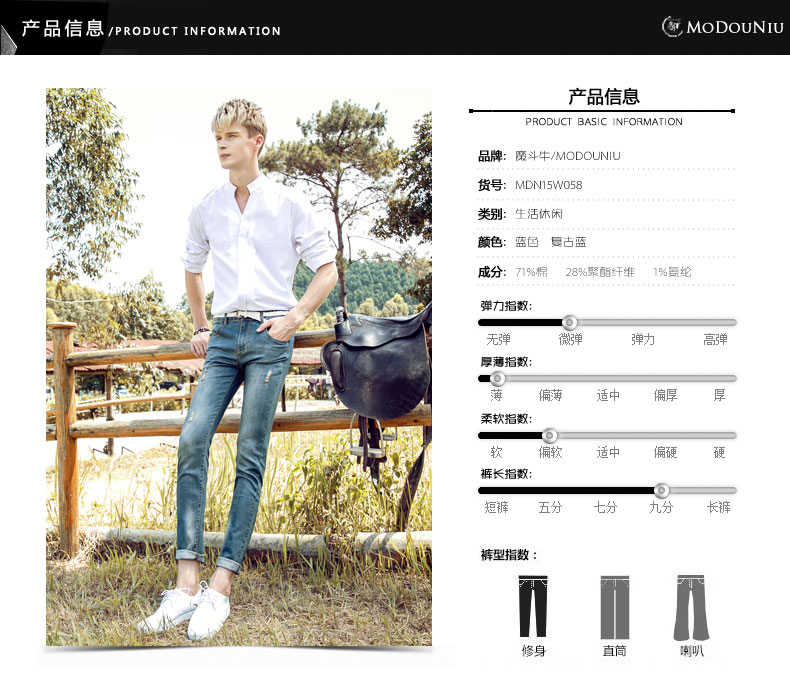 产品信息/PRODUCT INFORMATION
MODOUNIU
产品信息
PRODUCT BASIC INFORMATION
品牌: 魔斗牛/MODOUNIU
货号: MDN15W058
类别: 生活休闲
颜色: 蓝色 复古蓝
成分: 71%棉 28%聚酯纤维 1%氨纶
弹力指数:
无弹 微弹 弹力 高弹
厚薄指数:
薄 偏薄 适中 偏厚 厚
柔软指数:
软 偏软 适中 偏硬 硬
裤长指数:
短裤 五分 七分 九分 长裤
裤型指数:
修身 直筒 喇叭